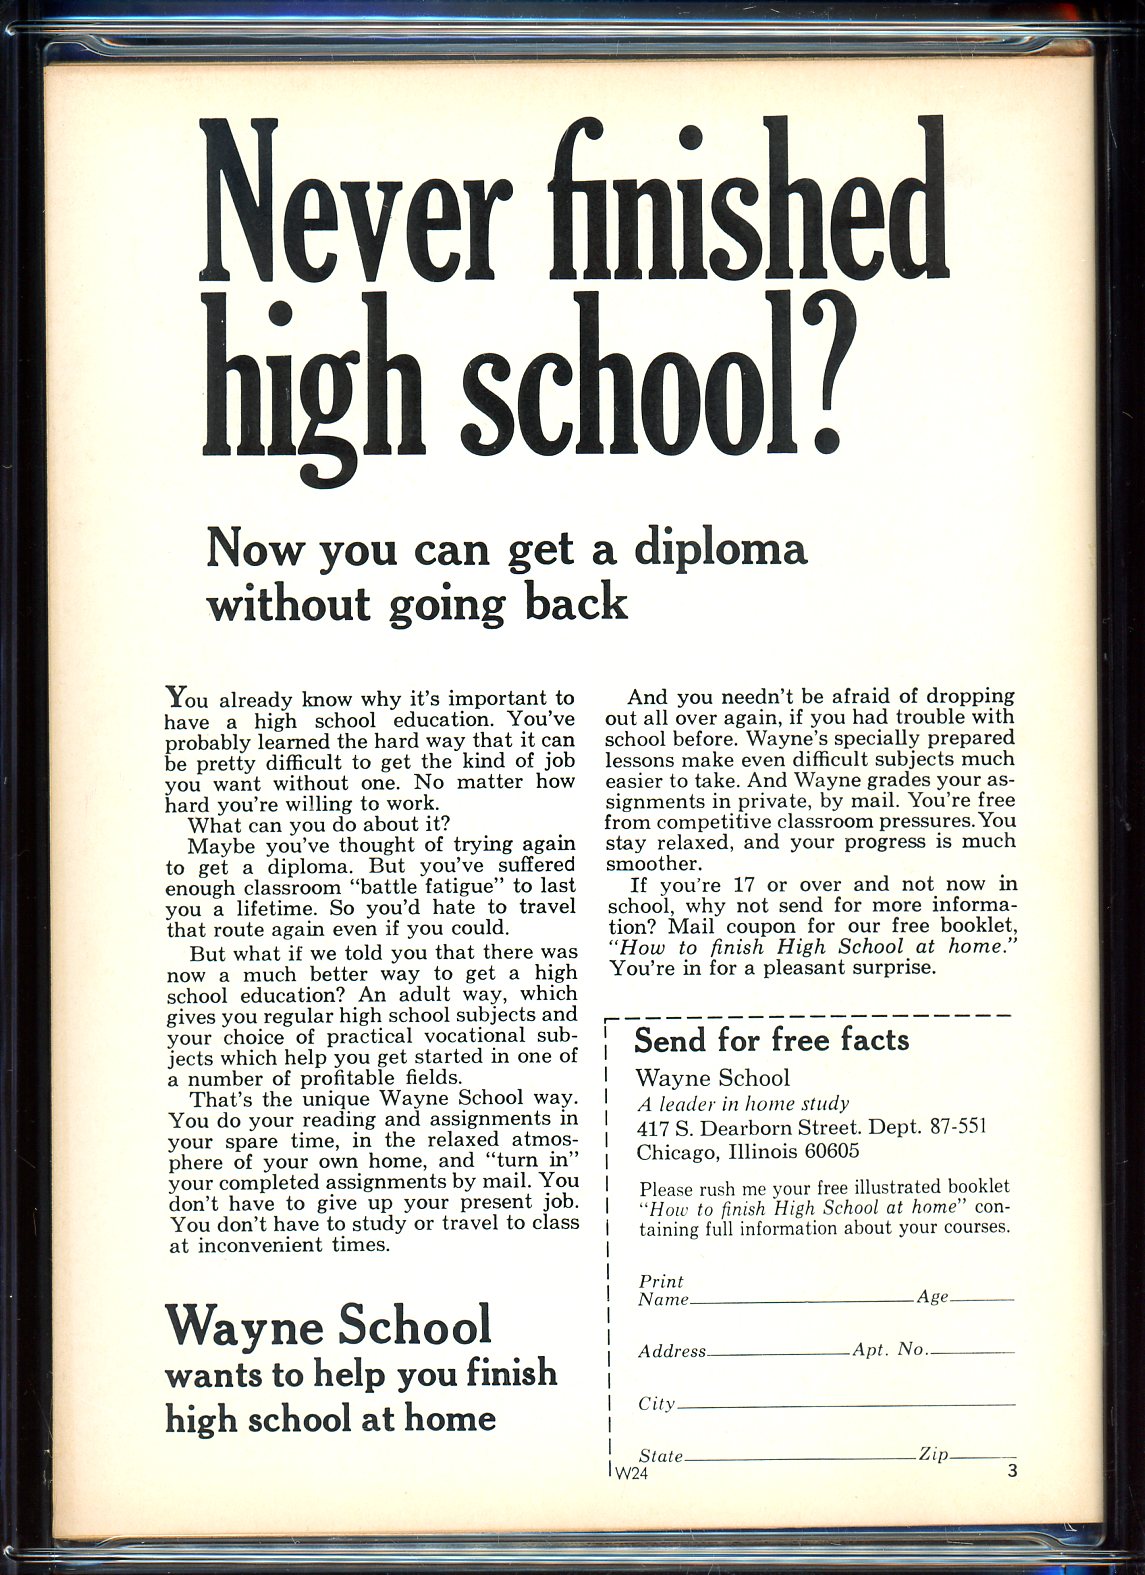 Never finished
high school?
Now you can get a diploma
without going back
You already know why it's important to
have a high school education. You've
probably learned the hard way that it can
be pretty difficult to get the kind of job
you want without one. No matter how
hard you're willing to work.
What can you do about it?
Maybe you've thought of trying again
to get a diploma. But you've suffered
enough classroom “battle fatigue” to last
you a lifetime. So you'd hate to travel
that route again even if you could.
But what if we told you that there was
now a much better way to get a high
school education? An adult way, which
gives you regular high school subjects and
your choice of practical vocational sub-
jects which help you get started in one of
a number of profitable fields.
That's the unique Wayne School way.
You do your reading and assignments in
your spare time, in the relaxed atmos-
phere of your own home, and “turn in”
your completed assignments by mail. You
don't have to give up your present job.
You don't have to study or travel to class
at inconvenient times.
Wayne School
wants to help you finish
high school at home
And you needn't be afraid of dropping
out all over again, if you had trouble with
school before. Wayne's specially prepared
lessons make even difficult subjects much
easier to take. And Wayne grades your as-
signments in private, by mail. You're free
from competitive classroom pressures. You
stay relaxed, and your progress is much
smoother.
If you're 17 or over and not now in
school, why not send for more informa-
tion? Mail coupon for our free booklet,
“How to finish High School at home.”
You're in for a pleasant surprise.
Send for free facts
Wayne School
A leader in home study
417 S. Dearborn Street. Dept. 87-551
Chicago, Illinois 60605
Please rush me your free illustrated booklet
“How to finish High School at home” con-
taining full information about your courses.
Print
Name Age
Address Apt. No.
City
State Zip
W24 3